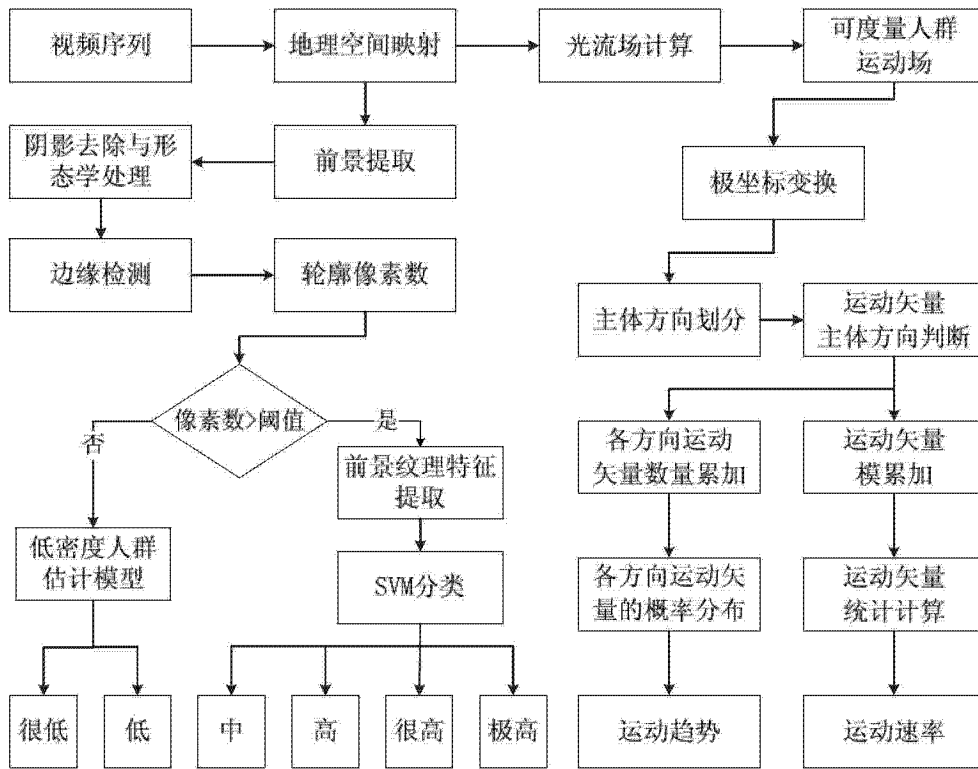 视频序列
地理空间映射
光流场计算
可度量人群
运动场
阴影去除与形
态学处理
前景提取
极坐标变换
边缘检测
轮廓像素数
主体方向划分
运动矢量
主体方向判断
像素数>阈值
否
是
前景纹理特征
提取
各方向运动
矢量数量累加
运动矢量
模累加
低密度人群
估计模型
SVM分类
各方向运动矢
量的概率分布
运动矢量
统计计算
很低
低
中
高
很高
极高
运动趋势
运动速率